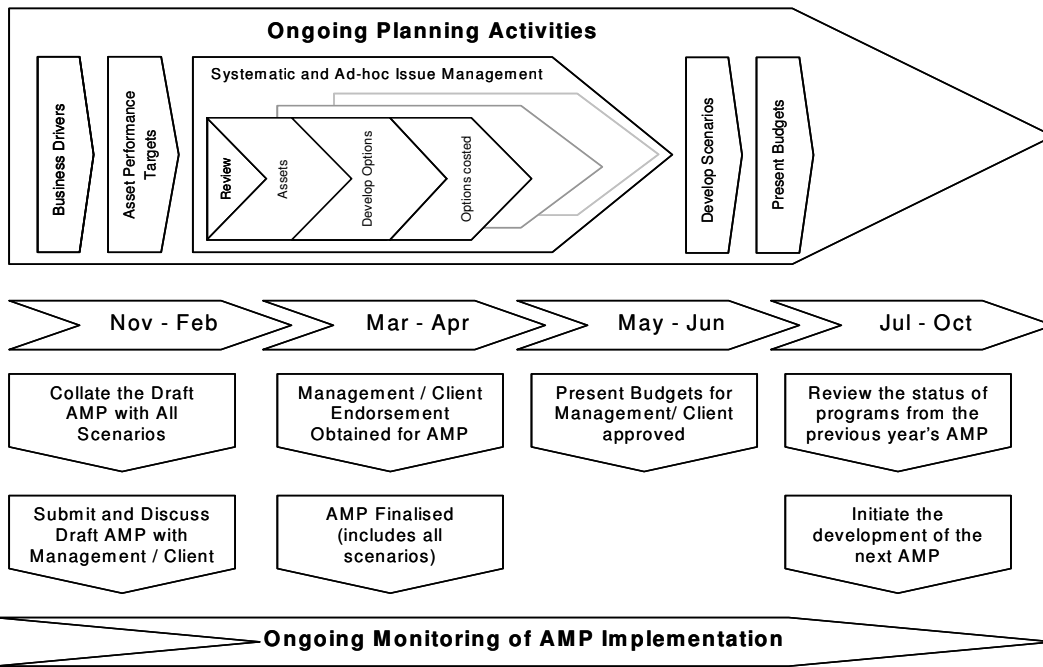 Ongoing Planning Activities
Business Drivers
Asset Performance
Targets
Systematic and Ad-hoc Issue Management
Review
Assets
Develop Options
Options costed
Develop Scenarios
Present Budgets
Nov - Feb
Mar - Apr
May - Jun
Jul - Oct
Collate the Draft
AMP with All
Scenarios
Management / Client
Endorsement
Obtained for AMP
Present Budgets for
Management/ Client
approved
Review the status of
programs from the
previous year's AMP
Submit and Discuss
Draft AMP with
Management / Client
AMP Finalised
(includes all
scenarios)
Initiate the
development of the
next AMP
Ongoing Monitoring of AMP Implementation